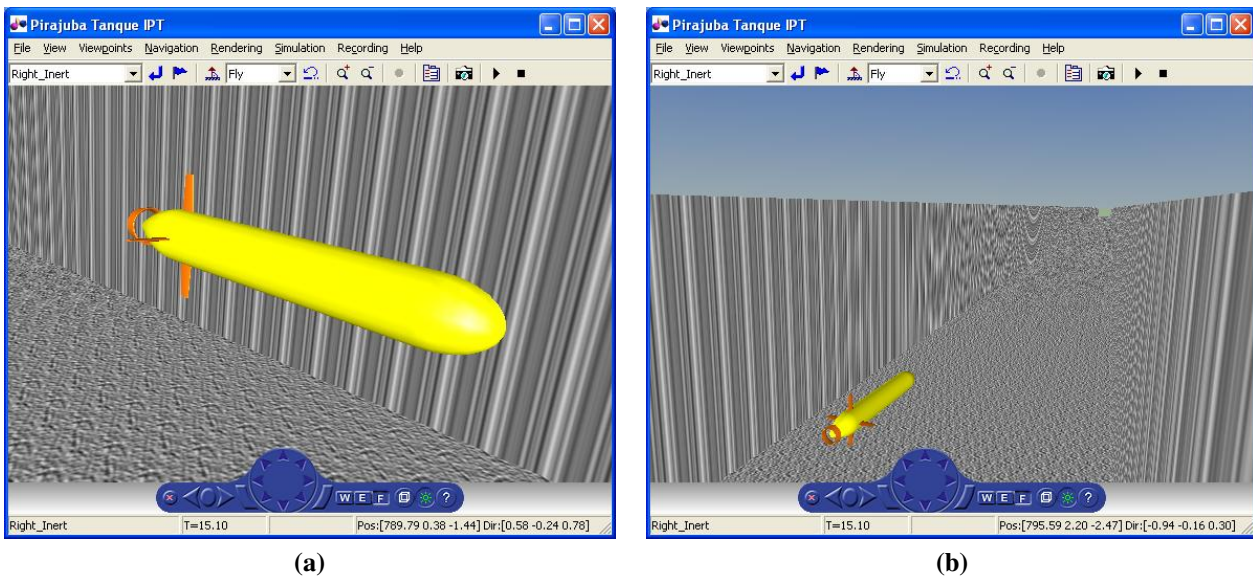 Pirajuba Tanque IPT
File View Viewpoints Navigation Rendering Simulation Recording Help
Right_Inert Fly
W E F ?
Right_Inert T=15.10 Pos:[789.79 0.38 -1.44] Dir:[0.58 -0.24 0.78]
(a)
Pirajuba Tanque IPT
File View Viewpoints Navigation Rendering Simulation Recording Help
Right_Inert Fly
W E F ?
Right_Inert T=15.10 Pos:[795.59 2.20 -2.47] Dir:[-0.94 -0.16 0.30]
(b)